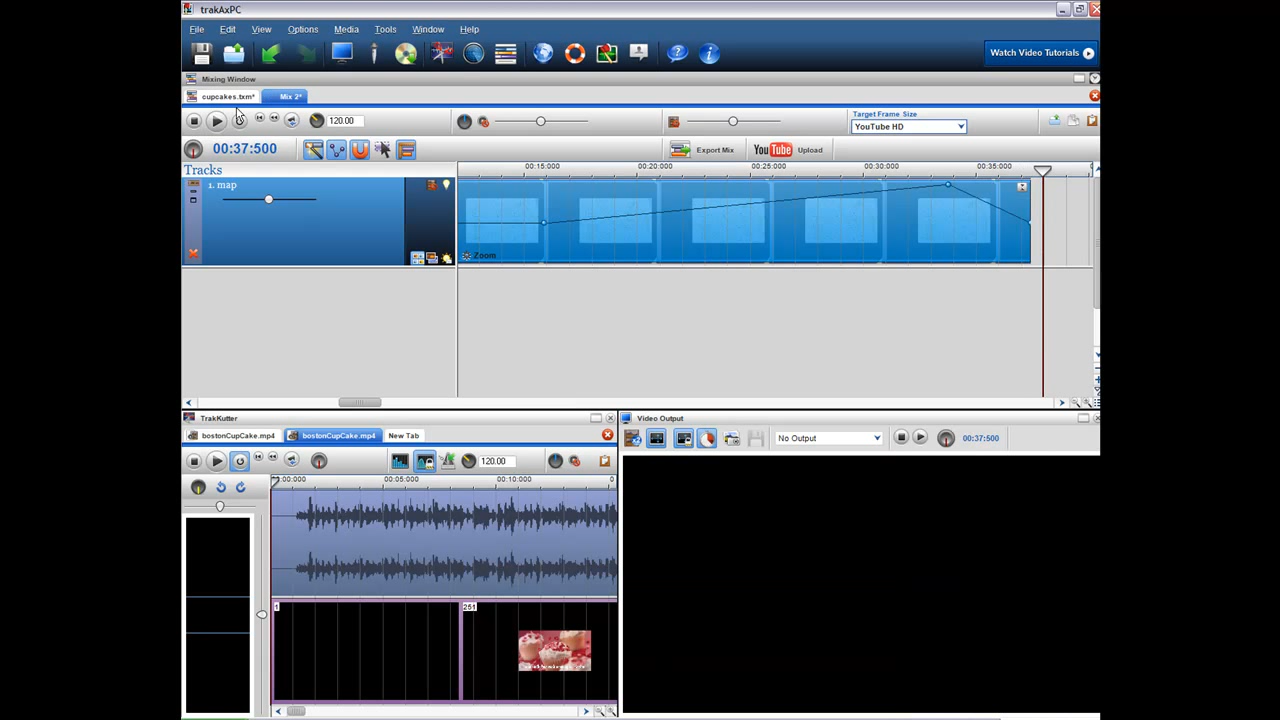 trakAxPC
File Edit View Options Media Tools Window Help
Watch Video Tutorials
Mixing Window
cupcakes.txm* Mix 2*
120.00
Target Frame Size
YouTube HD
00:37:500
Export Mix
YouTube Upload
Tracks
00:15:000 00:20:000 00:25:000 00:30:000 00:35:000
1. map
Zoom
TrakKutter
Video Output
bostonCupCake.mp4 bostonCupCake.mp4 New Tab
No Output
00:37:500
120.00
00:000 00:05:000 00:10:000 0
1
251